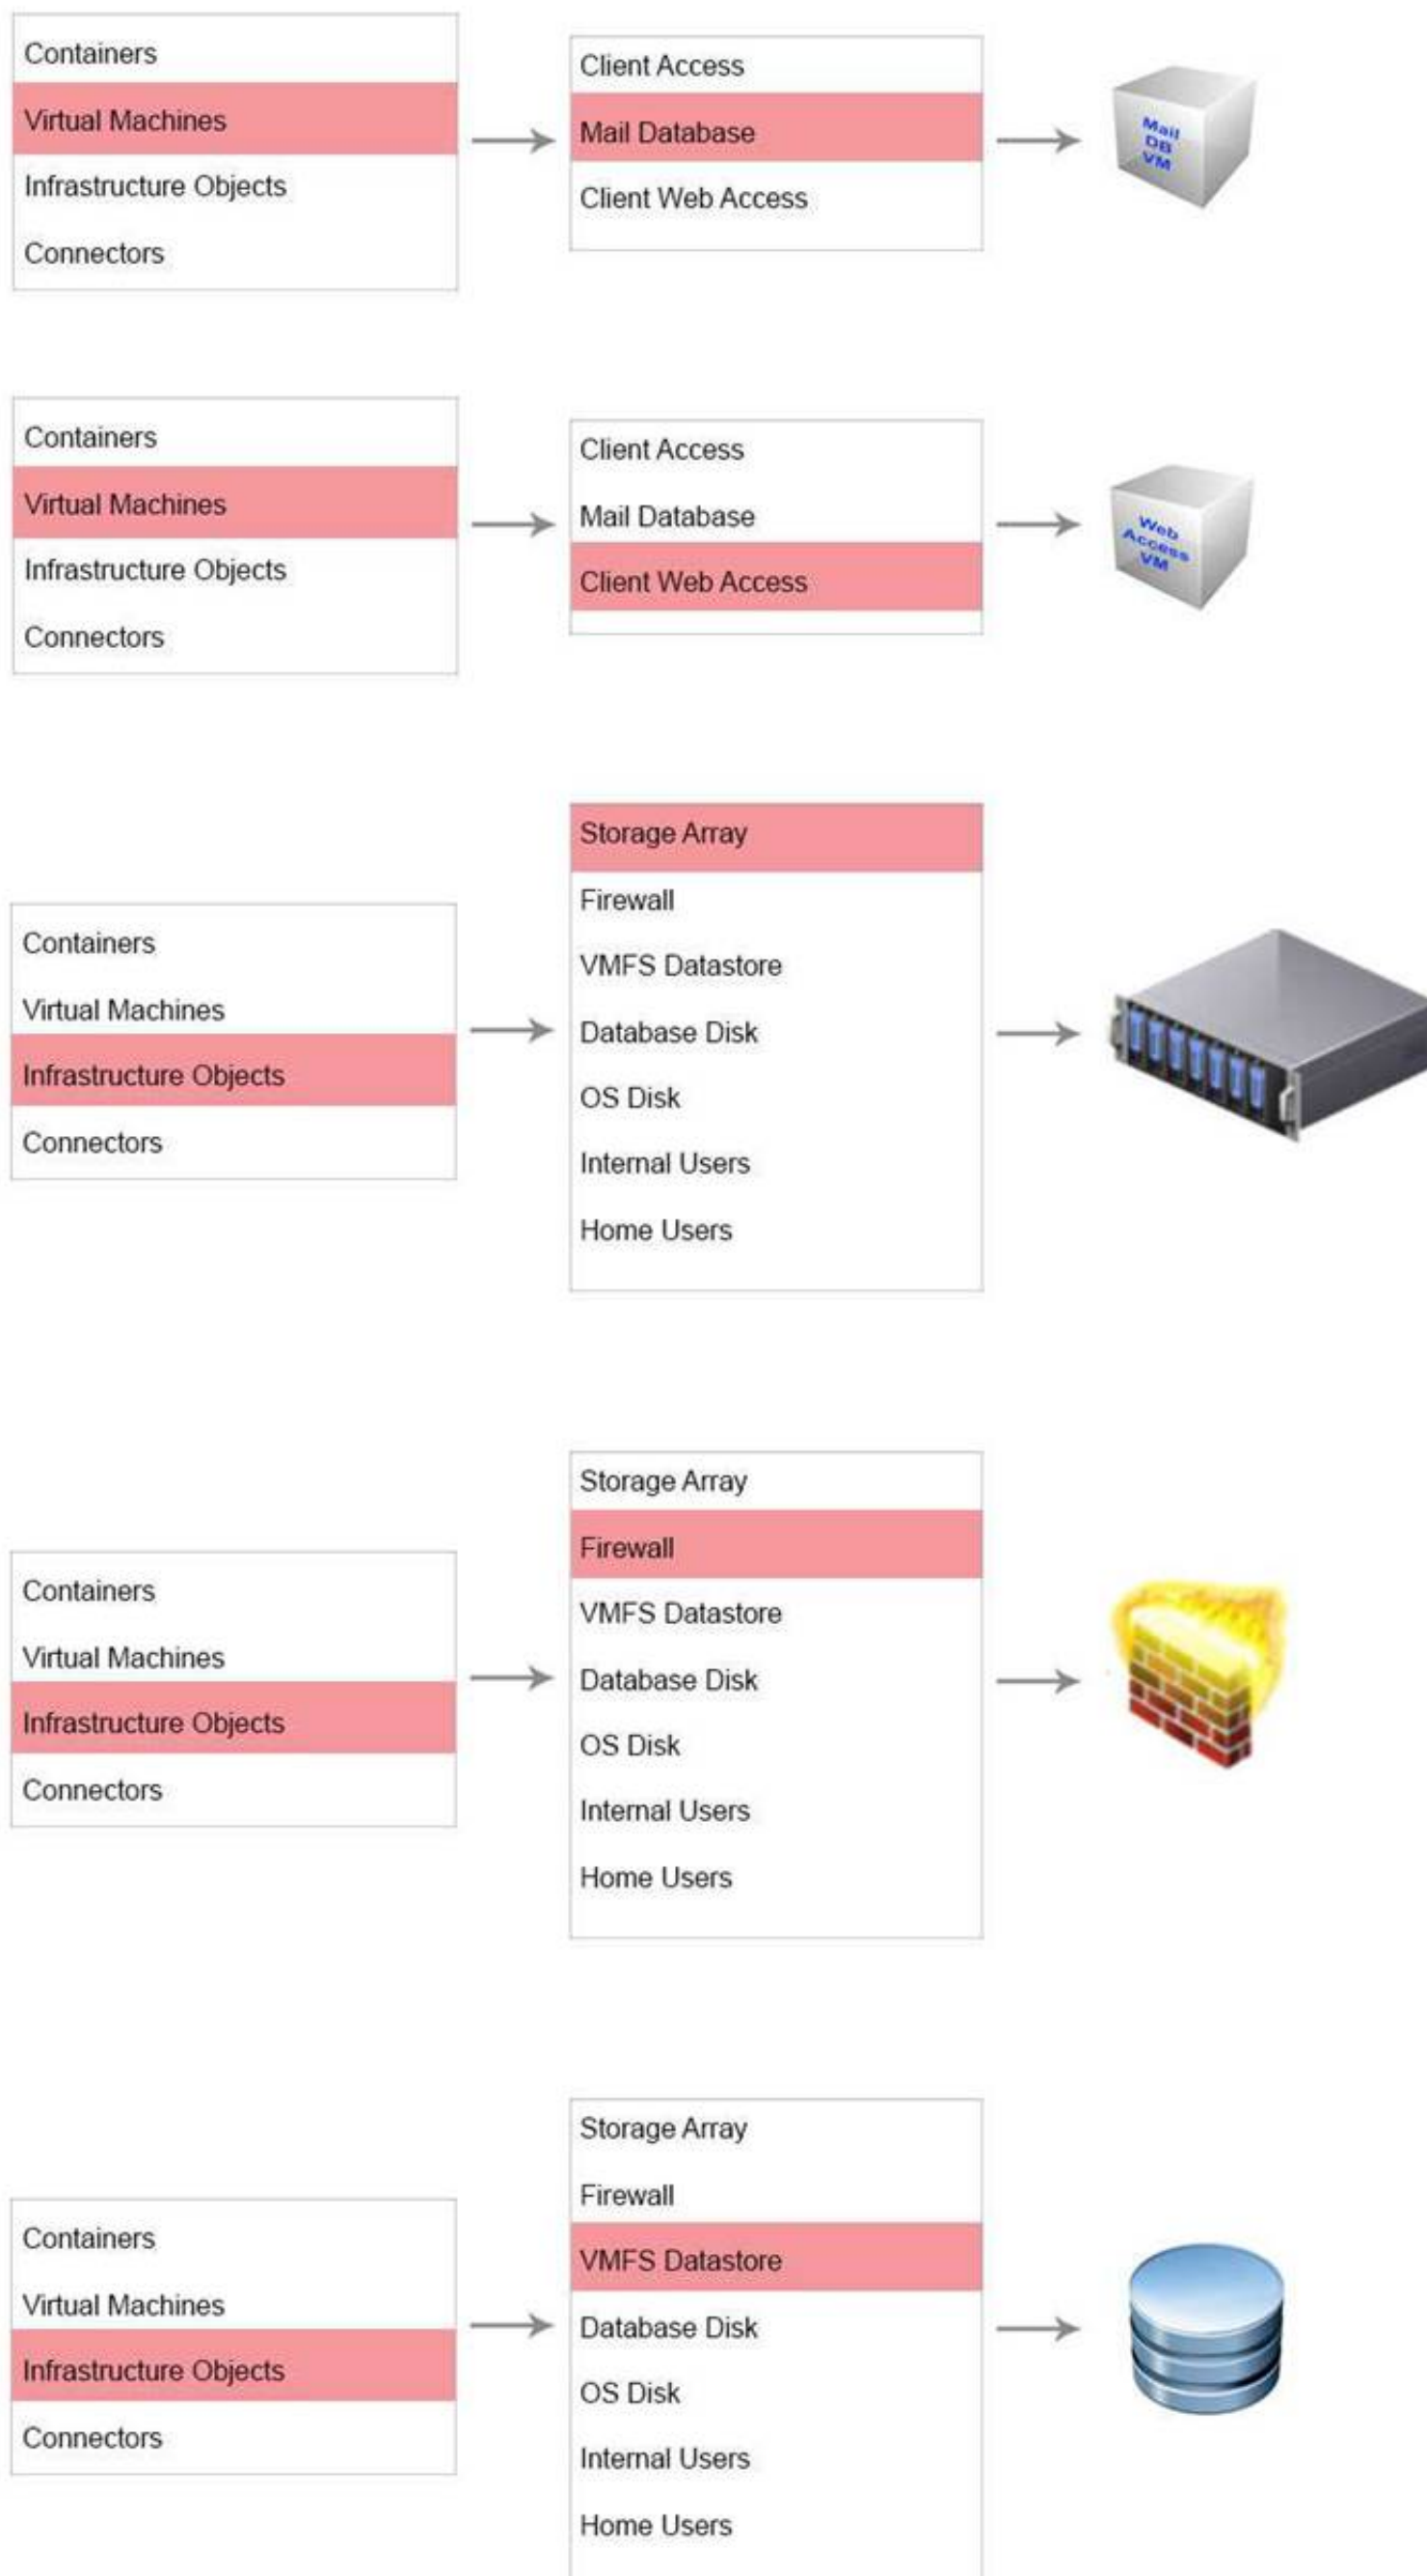 Containers
Virtual Machines
Infrastructure Objects
Connectors
Client Access
Mail Database
Client Web Access
Mail
DB
VM
Containers
Virtual Machines
Infrastructure Objects
Connectors
Client Access
Mail Database
Client Web Access
Web
Access
VM
Containers
Virtual Machines
Infrastructure Objects
Connectors
Storage Array
Firewall
VMFS Datastore
Database Disk
OS Disk
Internal Users
Home Users
Containers
Virtual Machines
Infrastructure Objects
Connectors
Storage Array
Firewall
VMFS Datastore
Database Disk
OS Disk
Internal Users
Home Users
Containers
Virtual Machines
Infrastructure Objects
Connectors
Storage Array
Firewall
VMFS Datastore
Database Disk
OS Disk
Internal Users
Home Users